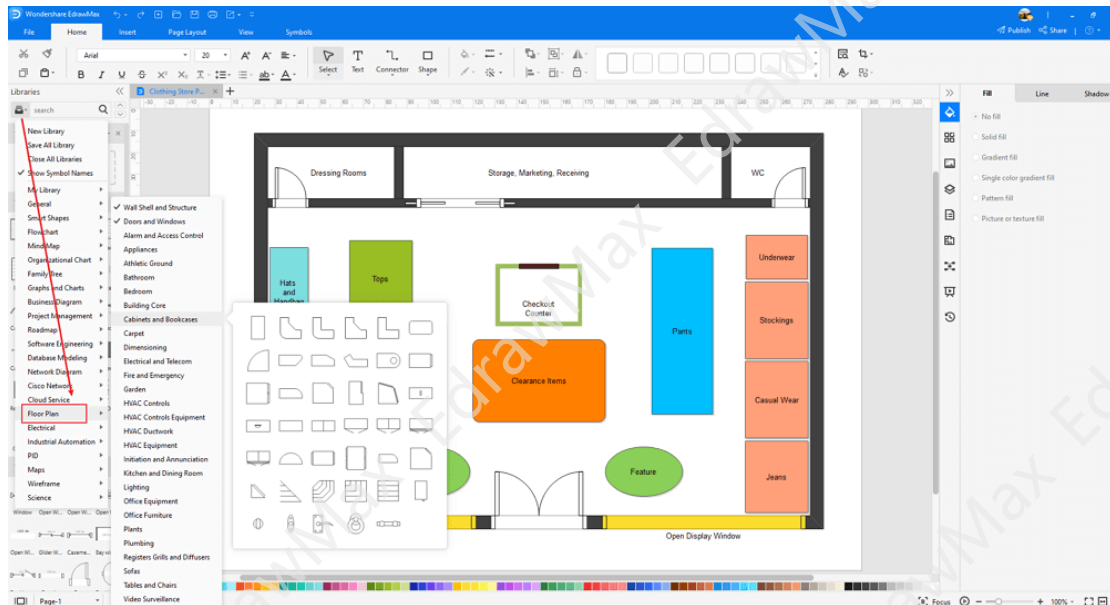 Wondershare EdrawMax
File Home Insert Page Layout View Symbols
Publish Share
Arial 20
Select Text Connector Shape
Libraries
Clothing Store P...
search
New Library
Save All Library
Close All Libraries
Show Symbol Names
My Library
General
Smart Shapes
Flowchart
Mind Map
Organizational Chart
Family Tree
Graphs and Charts
Business Diagram
Project Management
Roadmap
Software Engineering
Database Modeling
Network Diagram
Cisco Network
Cloud Service
Floor Plan
Electrical
Industrial Automation
PID
Maps
Wireframe
Science
Wall Shell and Structure
Doors and Windows
Alarm and Access Control
Appliances
Athletic Ground
Bathroom
Bedroom
Building Core
Cabinets and Bookcases
Carpet
Dimensioning
Electrical and Telecom
Fire and Emergency
Garden
HVAC Controls
HVAC Controls Equipment
HVAC Ductwork
HVAC Equipment
Initiation and Annunciation
Kitchen and Dining Room
Lighting
Office Equipment
Office Furniture
Plants
Plumbing
Registers Grills and Diffusers
Sofas
Tables and Chairs
Video Surveillance
Dressing Rooms
Storage, Marketing, Receiving
WC
Hats
and
Handbag
Tops
Checkout
Counter
Pants
Clearance Items
Feature
Underwear
Stockings
Casual Wear
Jeans
Open Display Window
Fill Line Shadow
No fill
Solid fill
Gradient fill
Single color gradient fill
Pattern fill
Picture or texture fill
Page-1
Focus
100%
EdrawMax
EdrawMax